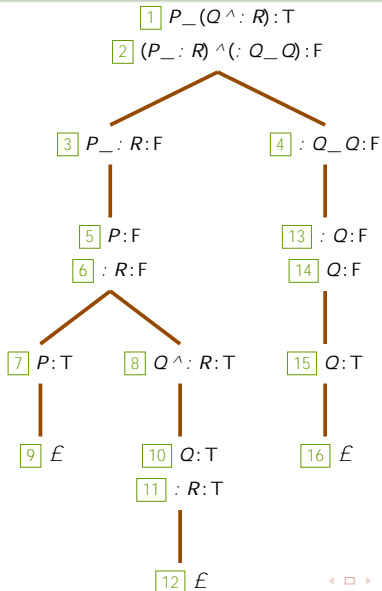 1 P_(Q ^: R):T
2 (P_: R) ^(: Q_Q):F
3 P_: R:F
4 : Q_Q:F
5 P:F
13 : Q:F
6 : R:F
14 Q:F
7 P:T
8 Q ^: R:T
15 Q:T
9 £
10 Q:T
16 £
11 : R:T
12 £